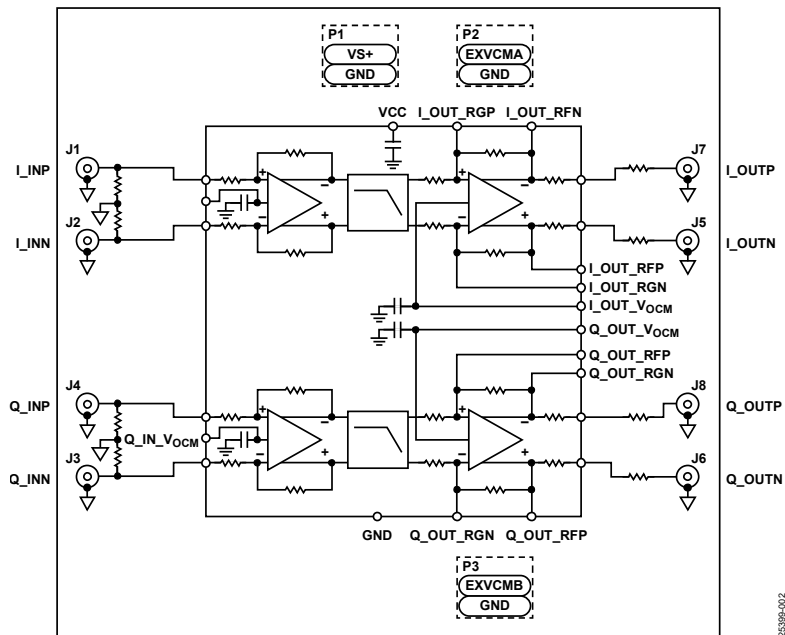 P1
VS+
GND
P2
EXVCMA
GND
VCC I_OUT_RGP I_OUT_RFN
J1
I_INP
J2
I_INN
+
−
−
+
+
−
−
+
J7
I_OUTP
J5
I_OUTN
I_OUT_RFP
I_OUT_RGN
I_OUT_VOCM
Q_OUT_VOCM
Q_OUT_RFP
Q_OUT_RGN
J4
Q_INP
Q_IN_VOCM
J3
Q_INN
+
−
−
+
+
−
−
+
J8
Q_OUTP
J6
Q_OUTN
GND Q_OUT_RGN Q_OUT_RFP
P3
EXVCMB
GND
25399-002